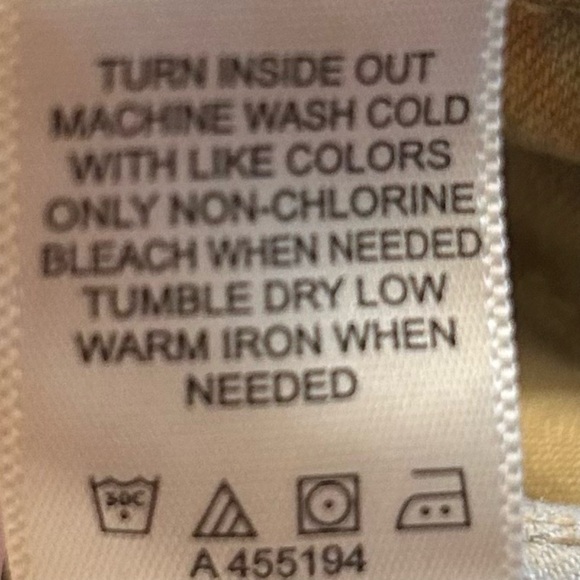 TURN INSIDE OUT
MACHINE WASH COLD
WITH LIKE COLORS
ONLY NON-CHLORINE
BLEACH WHEN NEEDED
TUMBLE DRY LOW
WARM IRON WHEN
NEEDED
30C
A 455194